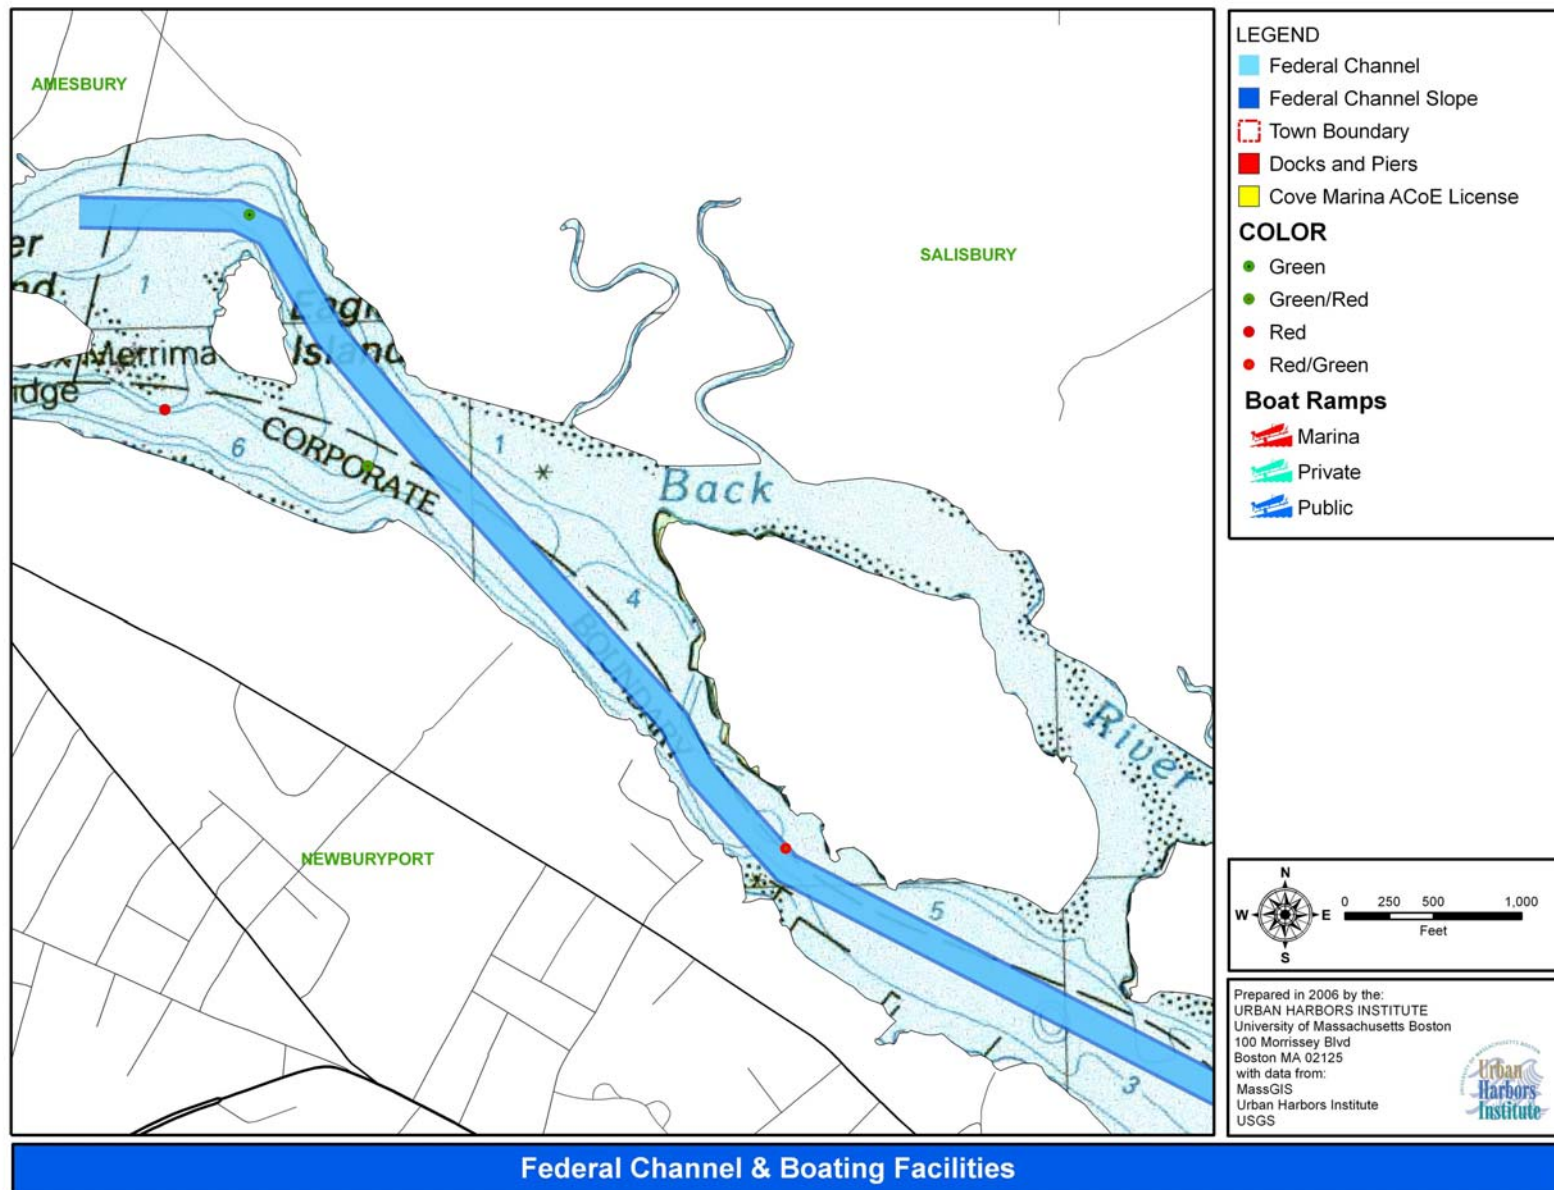 AMESBURY
SALISBURY
er
nd
1
Eagle
Island
Merrima
idge
6
CORPORATE
1
Back
4
BOUNDARY
River
NEWBURYPORT
5
3
LEGEND
Federal Channel
Federal Channel Slope
Town Boundary
Docks and Piers
Cove Marina ACoE License
COLOR
Green
Green/Red
Red
Red/Green
Boat Ramps
Marina
Private
Public
N
W E
S
0 250 500 1,000
Feet
Prepared in 2006 by the:
URBAN HARBORS INSTITUTE
University of Massachusetts Boston
100 Morrissey Blvd
Boston MA 02125
with data from:
MassGIS
Urban Harbors Institute
USGS
Urban
Harbors
Institute
Federal Channel & Boating Facilities